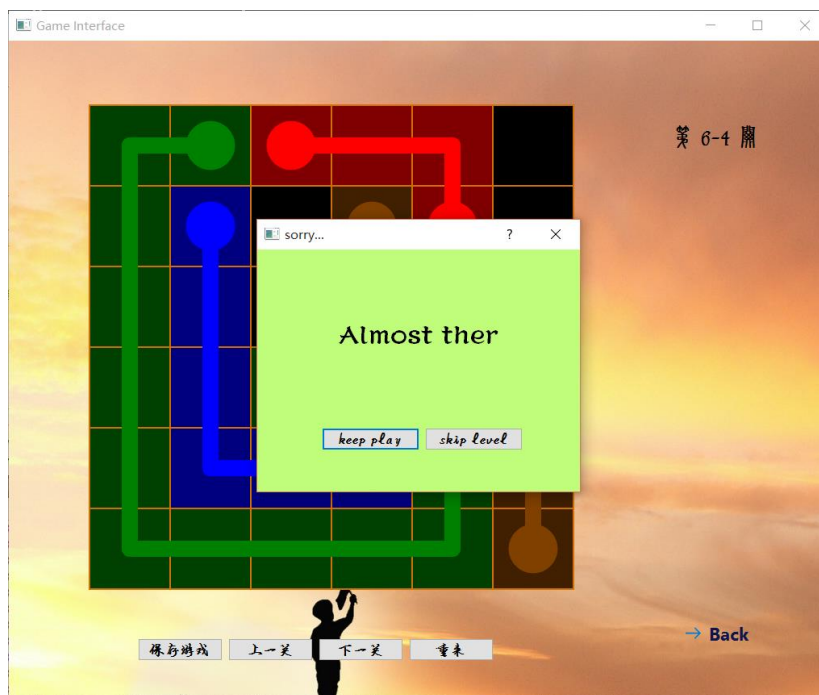 Game Interface
第 6-4 關
sorry...
?
Almost ther
keep play
skip level
Back
保存游戏
上一关
下一关
重来